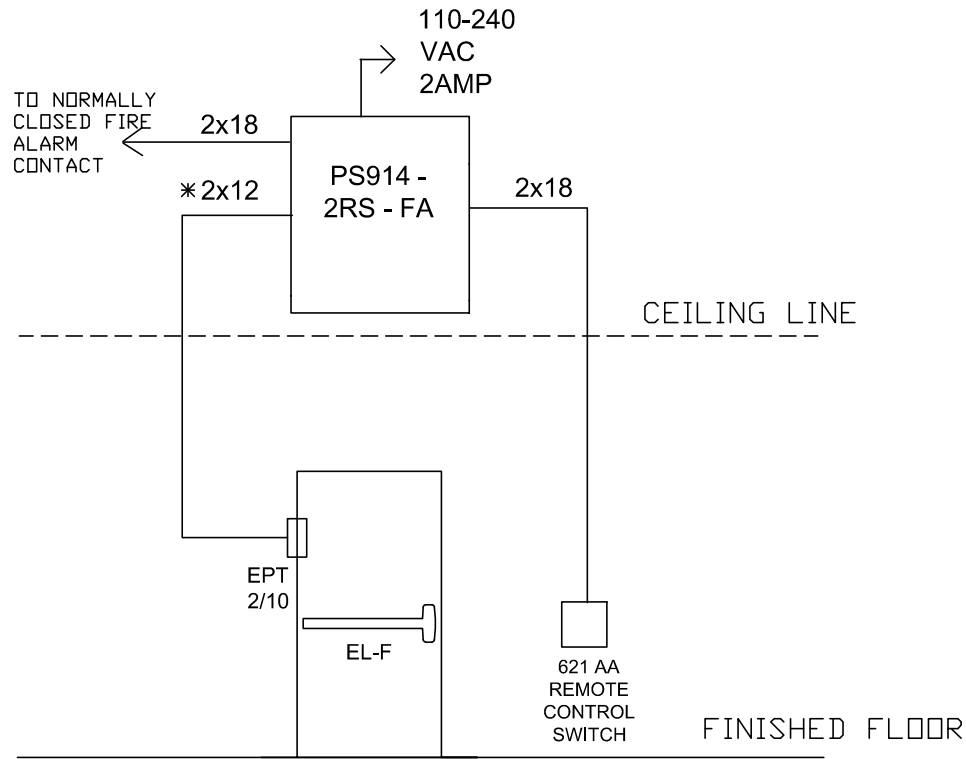 110-240
VAC
2AMP
TO NORMALLY
CLOSED FIRE
ALARM
CONTACT
2x18
*2x12
PS914 -
2RS - FA
2x18
CEILING LINE
EPT
2/10
EL-F
621 AA
REMOTE
CONTROL
SWITCH
FINISHED FLOOR